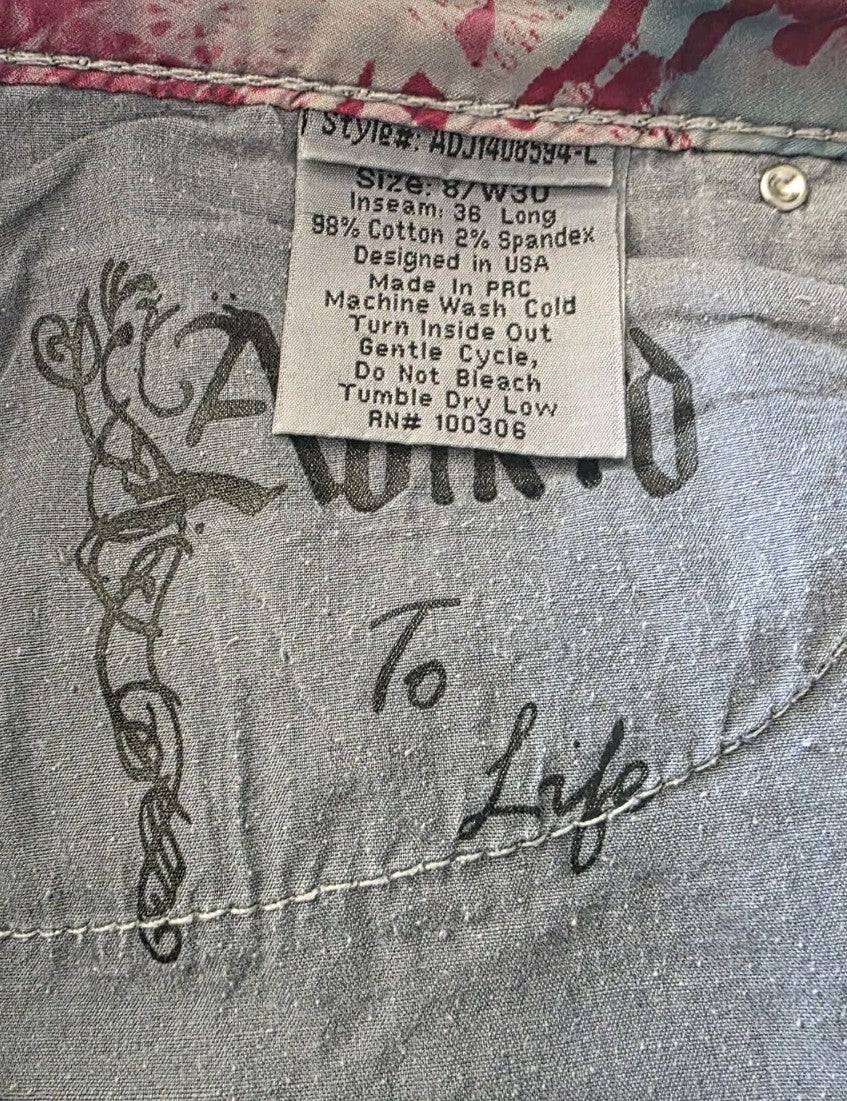 Style#: ADJ1408594-L
Size: 8/W30
Inseam: 36 Long
98% Cotton 2% Spandex
Designed in USA
Made In PRC
Machine Wash Cold
Turn Inside Out
Gentle Cycle,
Do Not Bleach
Tumble Dry Low
RN# 100306
To
Life